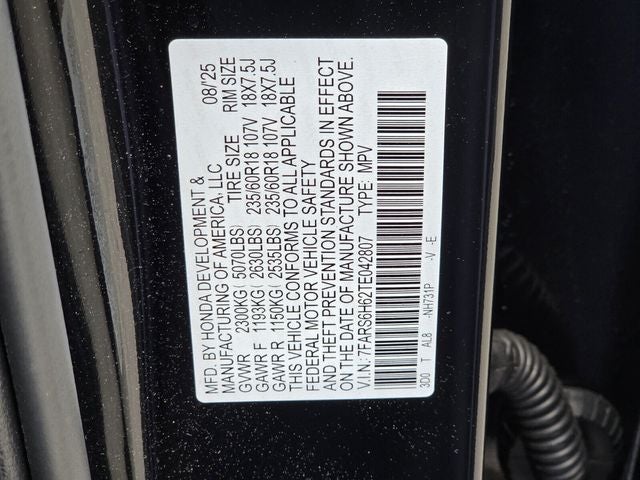 MFD. BY HONDA DEVELOPMENT & 08/'25
MANUFACTURING OF AMERICA, LLC
TIRE SIZE RIM SIZE
GVWR 2300KG( 5070LBS)
GAWR F 1193KG( 2630LBS) 235/60R18 107V 18X7.5J
GAWR R 1150KG( 2535LBS) 235/60R18 107V 18X7.5J
THIS VEHICLE CONFORMS TO ALL APPLICABLE
FEDERAL MOTOR VEHICLE SAFETY
AND THEFT PREVENTION STANDARDS IN EFFECT
ON THE DATE OF MANUFACTURE SHOWN ABOVE.
V.I.N.: 7FARS6H62TE042807 TYPE: MPV
3D0 T AL8 -NH731P -V -E